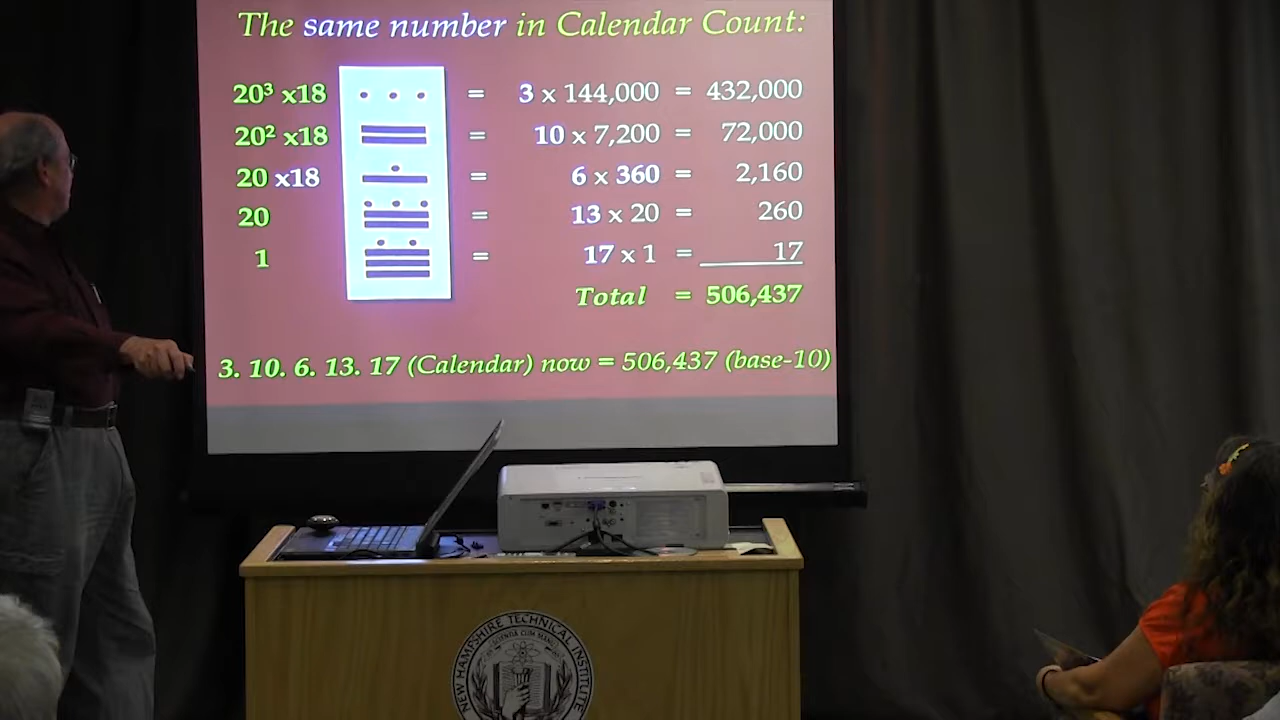 The same number in Calendar Count:
20³ x18 = 3 x 144,000 = 432,000
20² x18 = 10 x 7,200 = 72,000
20 x18 = 6 x 360 = 2,160
20 = 13 x 20 = 260
1 = 17 x 1 = 17
Total = 506,437
3. 10. 6. 13. 17 (Calendar) now = 506,437 (base-10)
NEW HAMPSHIRE TECHNICAL INSTITUTE